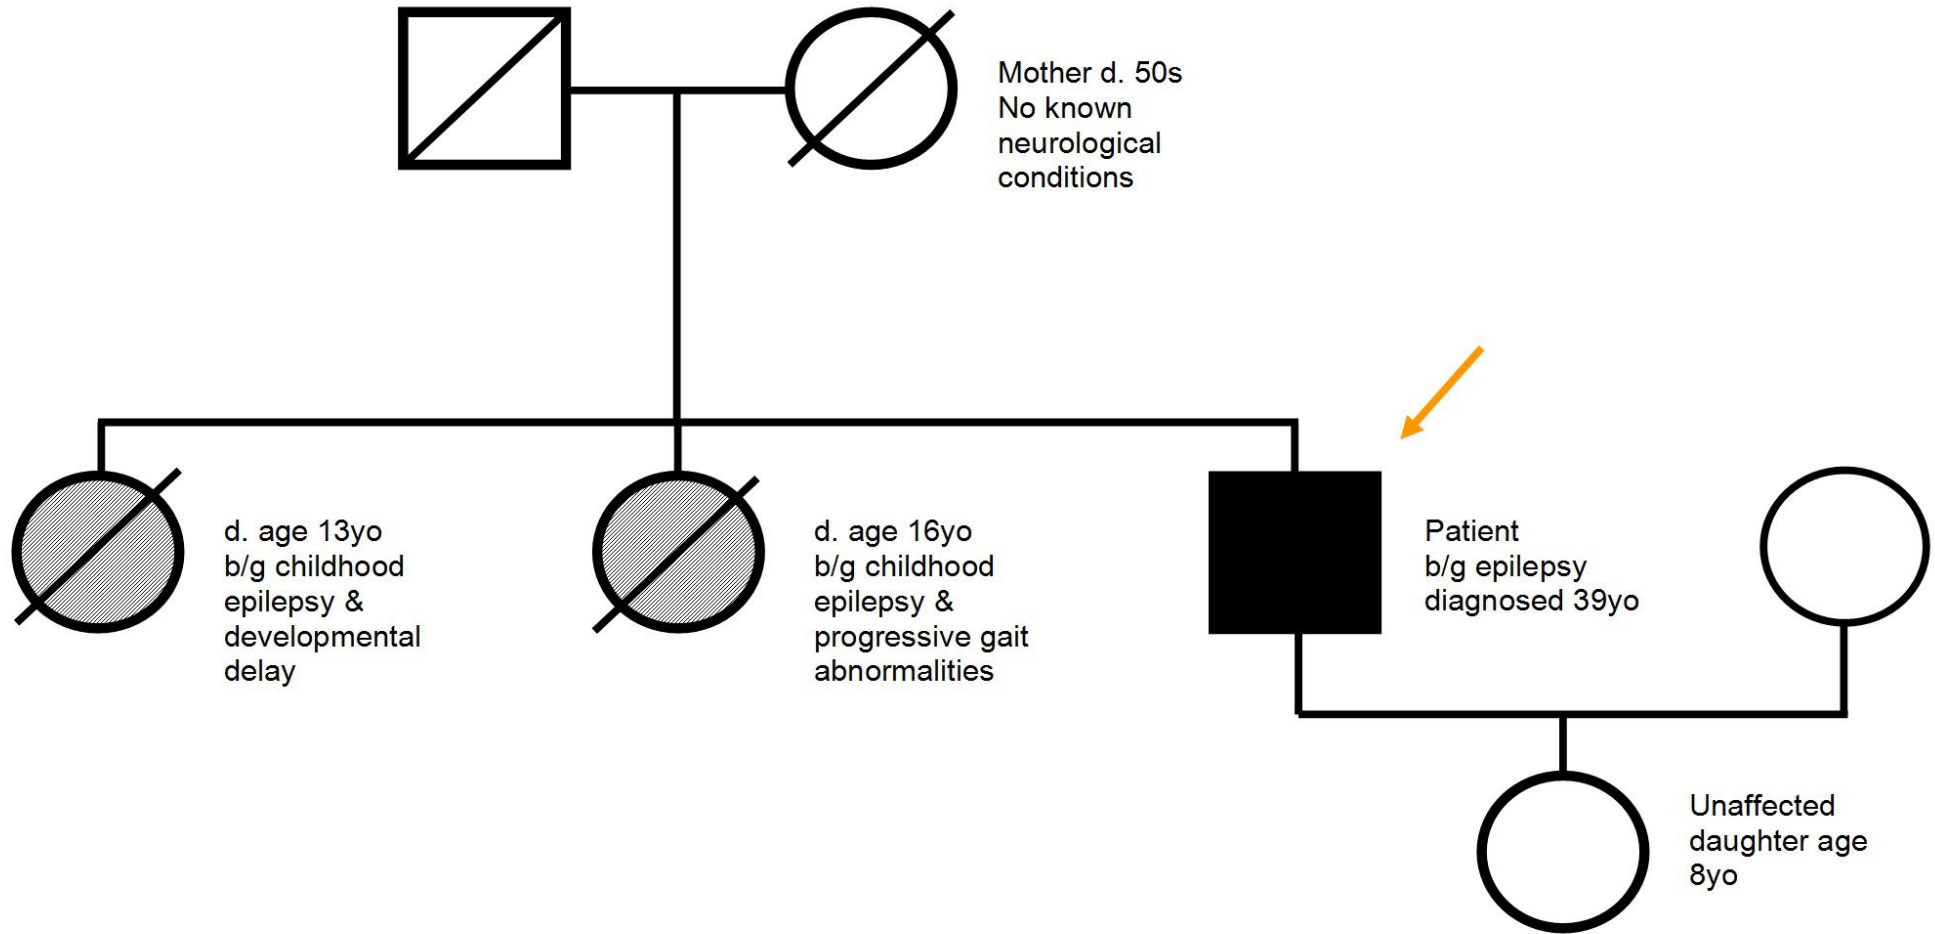 Mother d. 50s
No known
neurological
conditions
d. age 13yo
b/g childhood
epilepsy &
developmental
delay
d. age 16yo
b/g childhood
epilepsy &
progressive gait
abnormalities
Patient
b/g epilepsy
diagnosed 39yo
Unaffected
daughter age
8yo